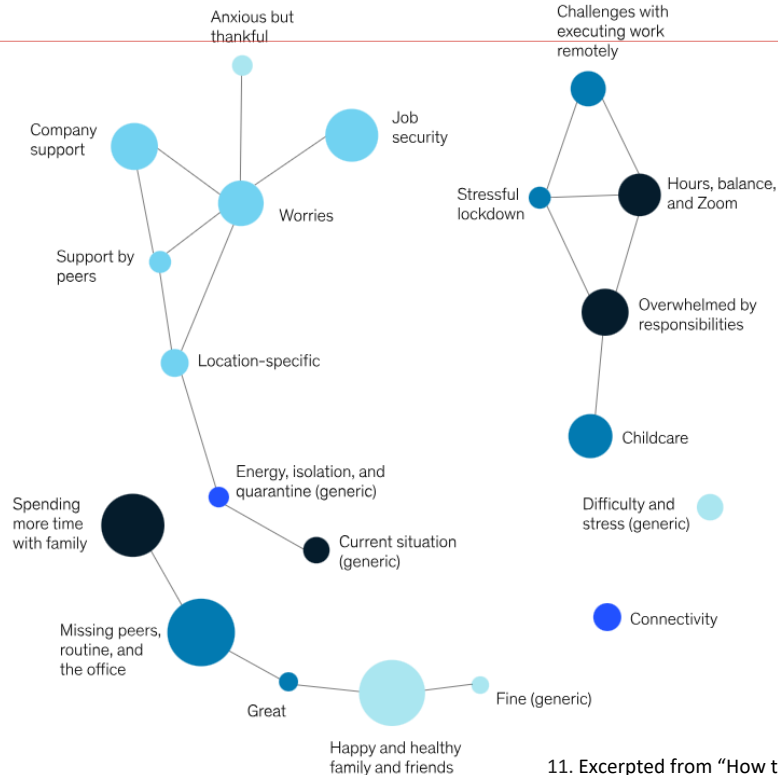 Anxious but
thankful
Challenges with
executing work
remotely
Company
support
Job
security
Worries
Stressful
lockdown
Hours, balance,
and Zoom
Support by
peers
Overwhelmed by
responsibilities
Location-specific
Childcare
Energy, isolation, and
quarantine (generic)
Spending
more time
with family
Current situation
(generic)
Difficulty and
stress (generic)
Connectivity
Missing peers,
routine, and
the office
Great
Fine (generic)
Happy and healthy
family and friends
11. Excerpted from “How t